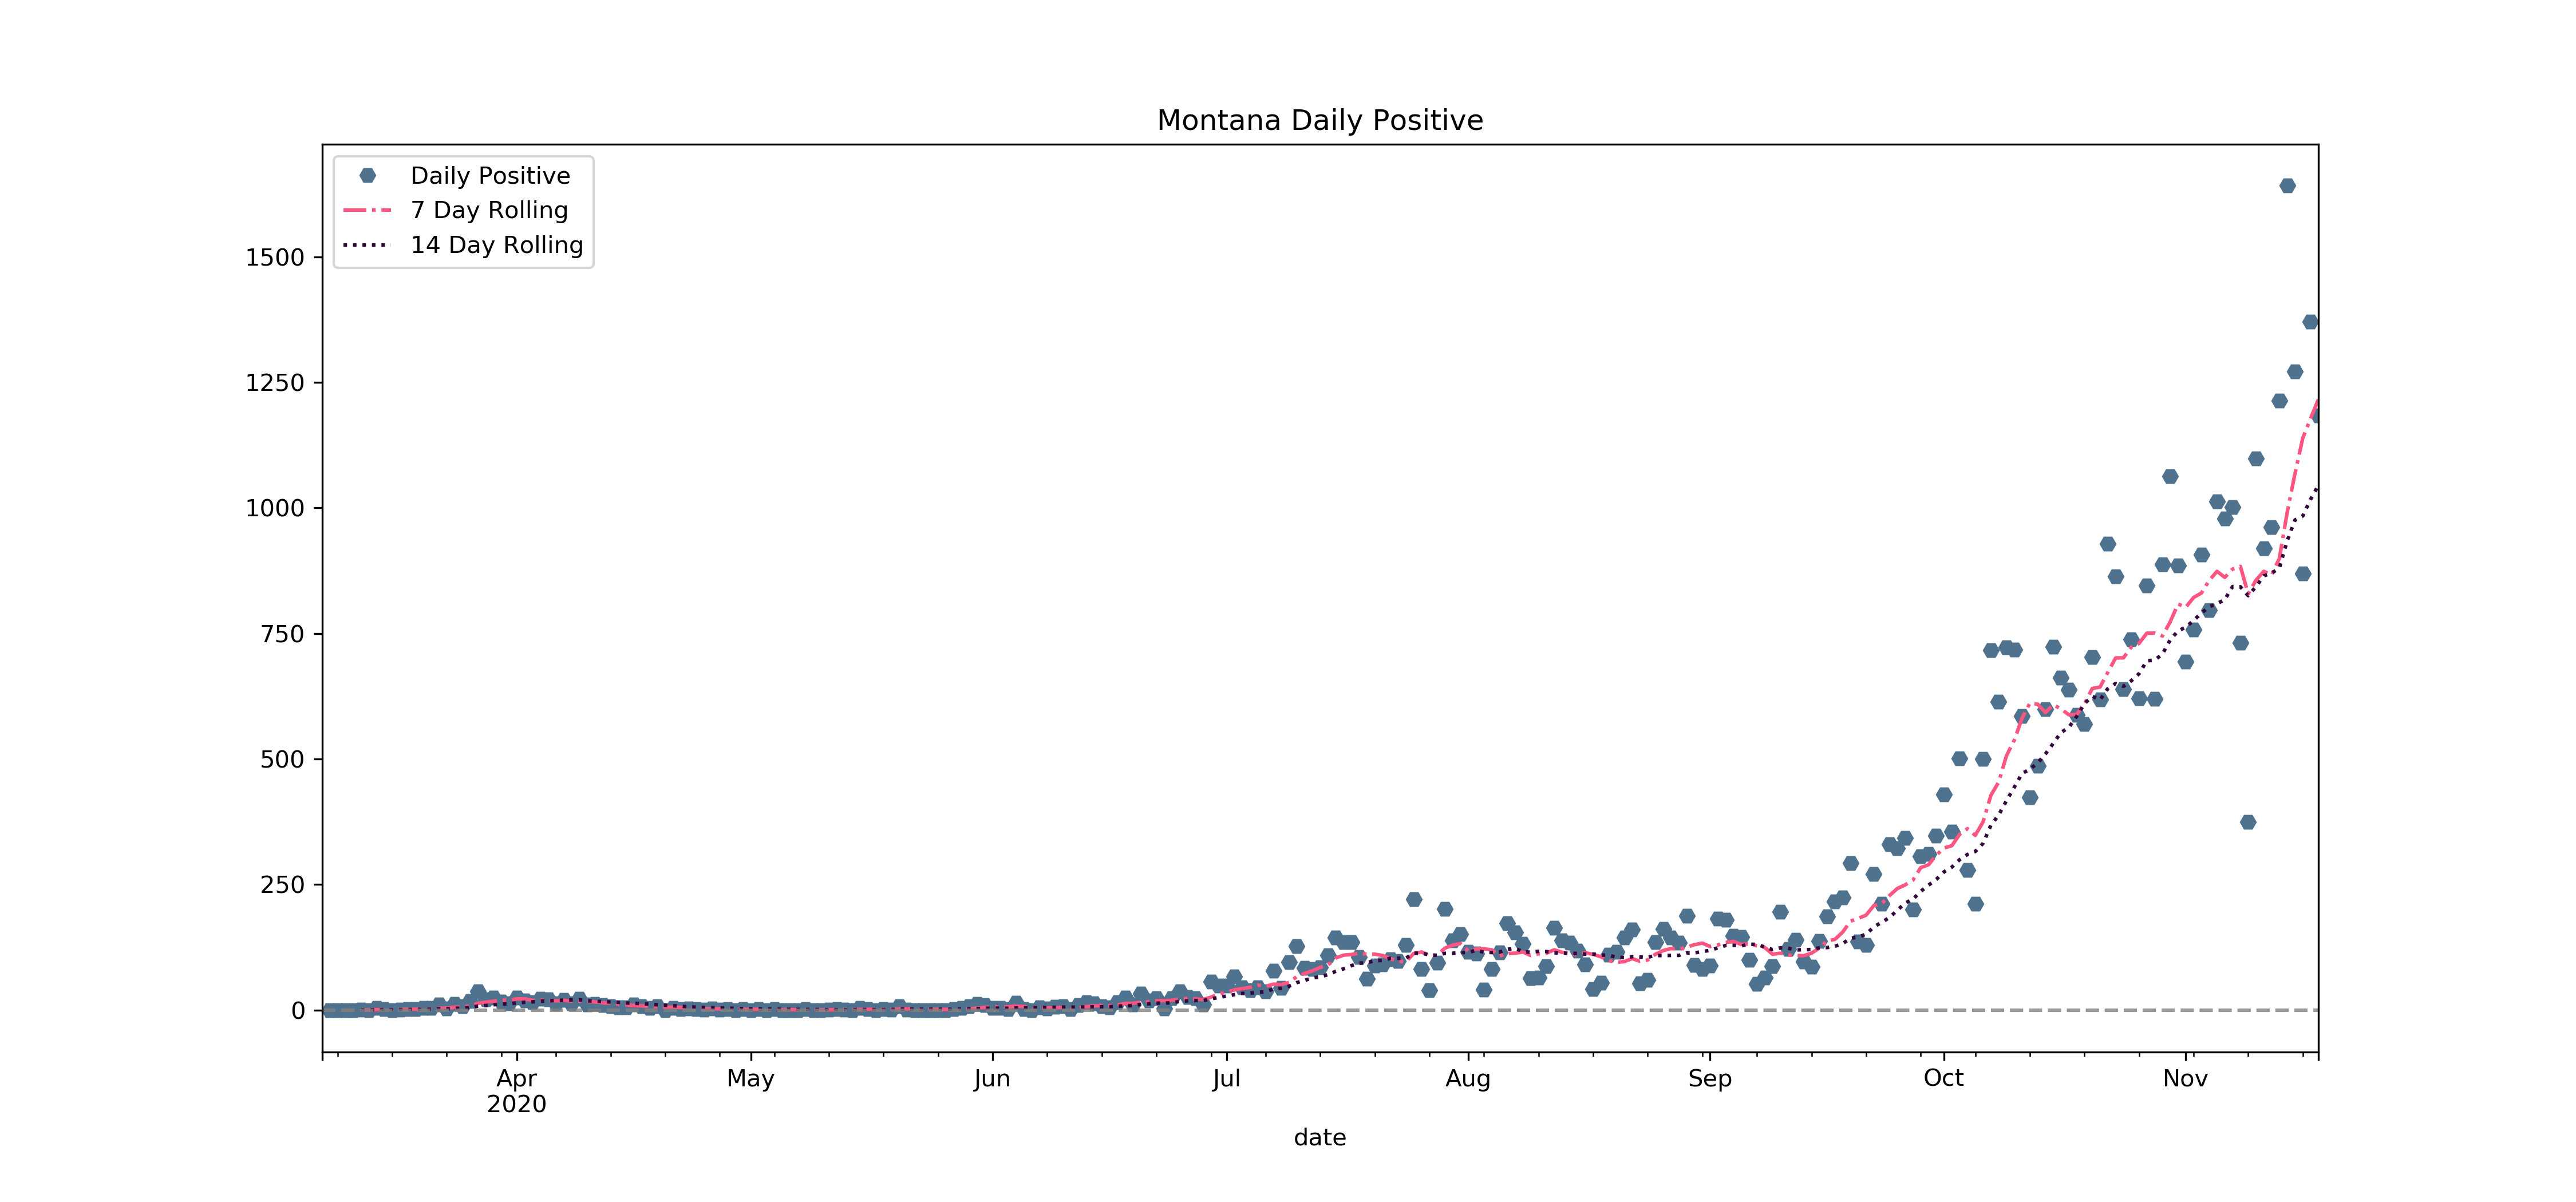 Montana Daily Positive
Daily Positive
7 Day Rolling
14 Day Rolling
1500
1250
1000
750
500
250
0
Apr May Jun Jul Aug Sep Oct Nov
2020
date